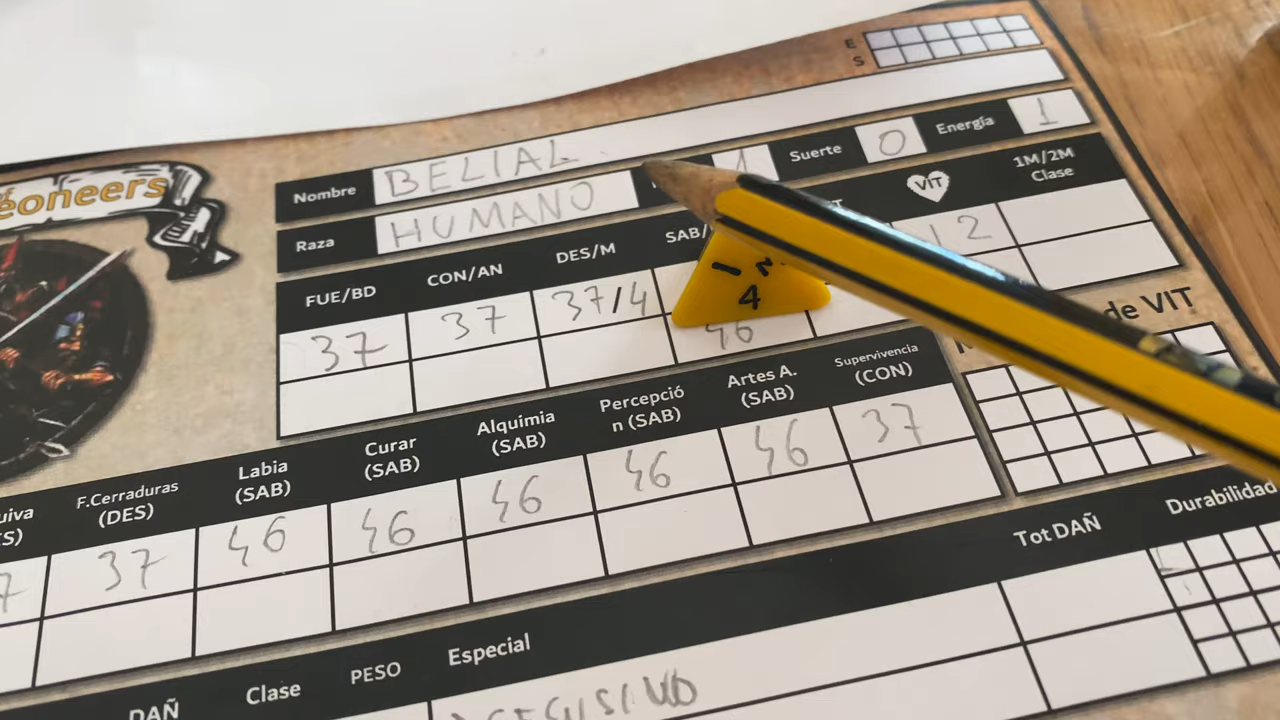 E
S
éoneers
Nombre BELIAL
Suerte 0 Energía 1
Raza HUMANO
VIT 1M/2M
Clase
FUE/BD CON/AN DES/M SAB/
37 37 37/4 12
46
1 4
de VIT
F.Cerraduras
(DES) Labia
(SAB) Curar
(SAB) Alquimia
(SAB) Percepció
n (SAB) Artes A.
(SAB) Supervivencia
(CON)
37 46 46 46 46 46 37
DAÑ Clase PESO Especial Tot DAÑ Durabilidad